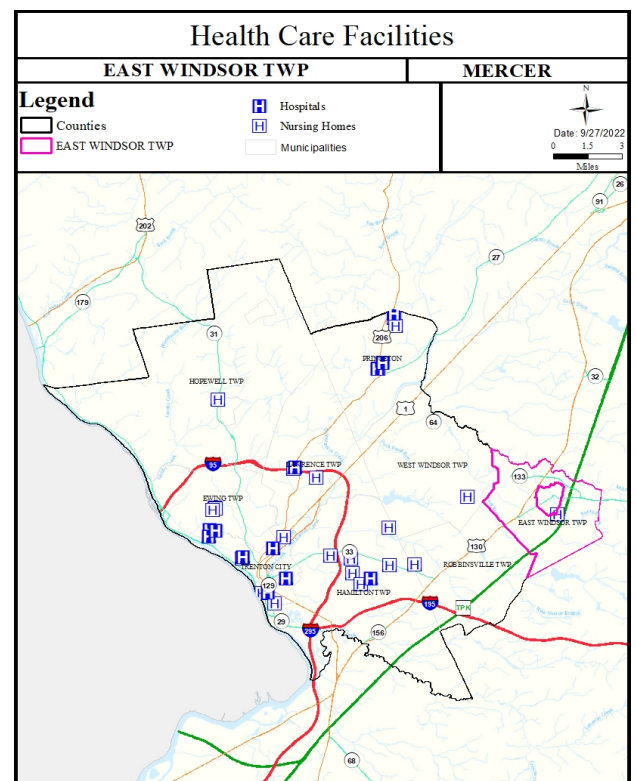 Health Care Facilities
EAST WINDSOR TWP
MERCER
Legend
Counties
EAST WINDSOR TWP
H Hospitals
H Nursing Homes
Municipalities
N
Date: 9/27/2022
0 1.5 3
Miles
26
91
202
27
179
31
206
PRINCETON
32
HOPEWELL TWP
1
64
95
LAWRENCE TWP
WEST WINDSOR TWP
133
EWING TWP
EAST WINDSOR TWP
130
33
TRENTON CITY
ROBBINSVILLE TWP
129
HAMILTON TWP
195
TPK
29
295
156
68